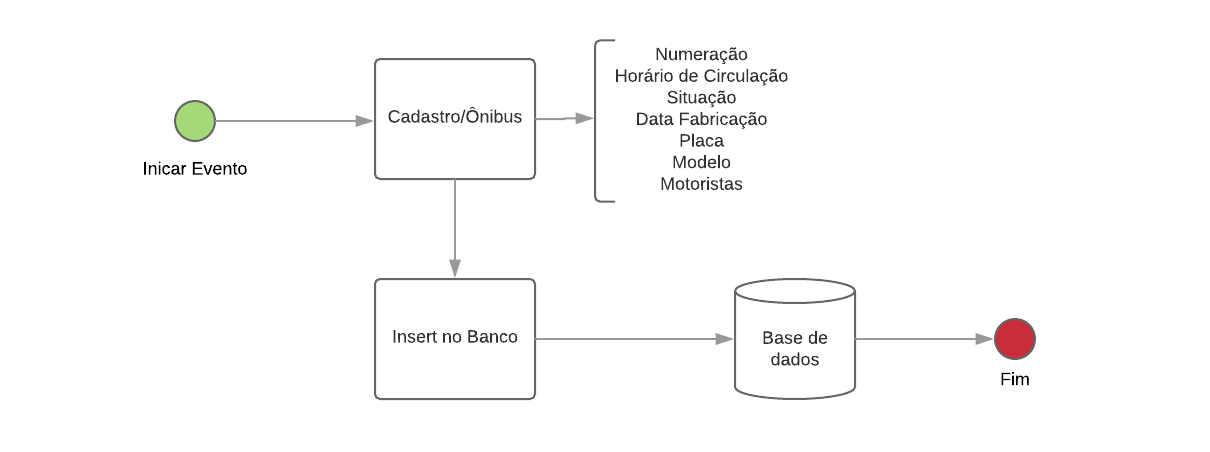 Inicar Evento
Cadastro/Ônibus
Numeração
Horário de Circulação
Situação
Data Fabricação
Placa
Modelo
Motoristas
Insert no Banco
Base de
dados
Fim